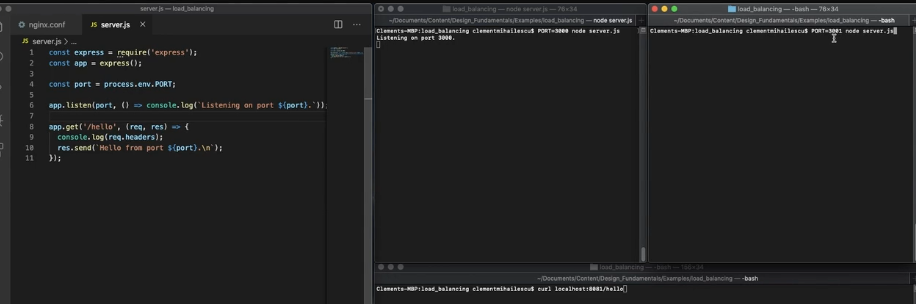 server.js — load_balancing
nginx.conf
server.js
server.js > ...
1 const express = require('express');
2 const app = express();
3
4 const port = process.env.PORT;
5
6 app.listen(port, () => console.log(`Listening on port ${port}.`));
7
8 app.get('/hello', (req, res) => {
9 console.log(req.headers);
10 res.send(`Hello from port ${port}.\n`);
11 });
load_balancing — node server.js — 76×34
~/Documents/Content/Design_Fundamentals/Examples/load_balancing — node server.js
Clements-MBP:load_balancing clementmihailescu$ PORT=3000 node server.js
Listening on port 3000.
load_balancing — -bash — 76×34
~/Documents/Content/Design_Fundamentals/Examples/load_balancing — -bash
Clements-MBP:load_balancing clementmihailescu$ PORT=3001 node server.js
load_balancing — -bash
~/Documents/Content/Design_Fundamentals/Examples/load_balancing — -bash
Clements-MBP:load_balancing clementmihailescu$ curl localhost:8081/hello